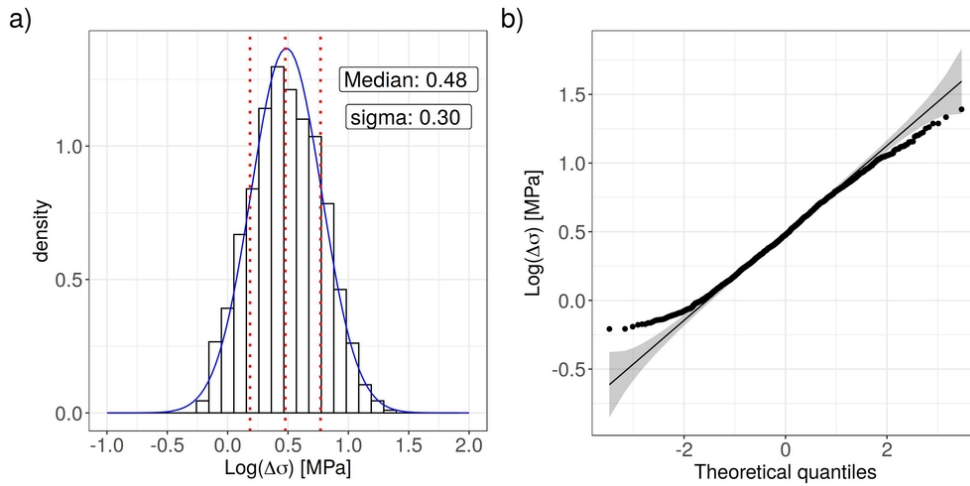 a)
Median: 0.48
sigma: 0.30
density
1.0
0.5
0.0
-1.0 -0.5 0.0 0.5 1.0 1.5 2.0
Log(Δσ) [MPa]
b)
Log(Δσ) [MPa]
1.5
1.0
0.5
0.0
-0.5
-2 0 2
Theoretical quantiles